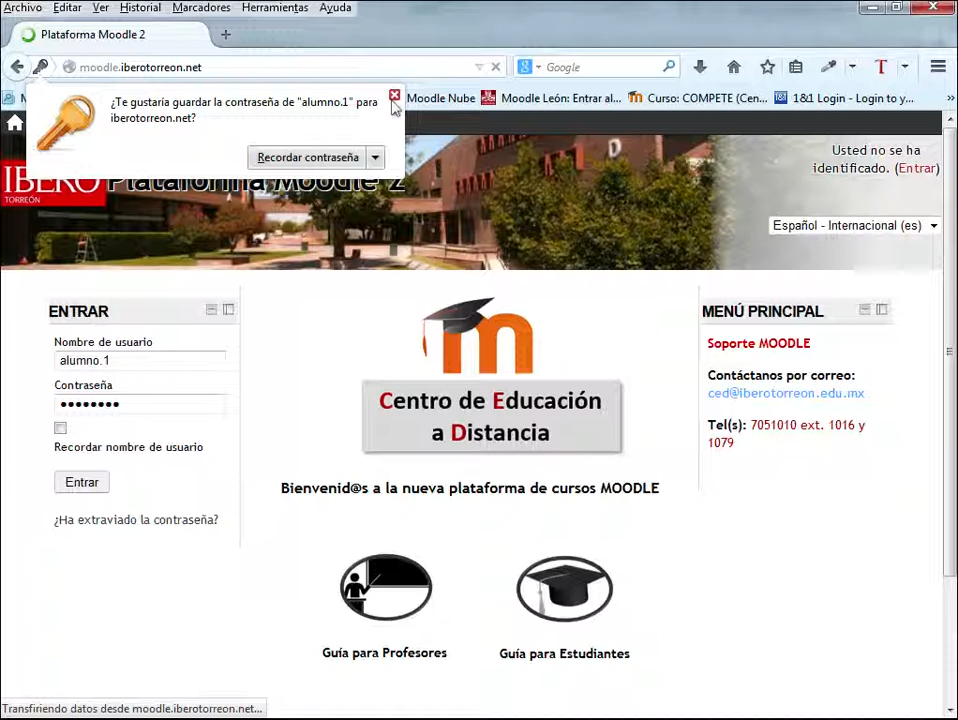 Archivo Editar Ver Historial Marcadores Herramientas Ayuda
Plataforma Moodle 2
moodle.iberotorreon.net
Google
Moodle Nube Moodle León: Entrar al... Curso: COMPETE (Cen... 1&1 Login - Login to y...
¿Te gustaría guardar la contraseña de "alumno.1" para
iberotorreon.net?
Recordar contraseña
Usted no se ha
identificado. (Entrar)
IBERO
TORREÓN
Plataforma Moodle 2
Español - Internacional (es)
ENTRAR
Nombre de usuario
alumno.1
Contraseña
••••••••
Recordar nombre de usuario
Entrar
¿Ha extraviado la contraseña?
m
Centro de Educación
a Distancia
Bienvenid@s a la nueva plataforma de cursos MOODLE
Guía para Profesores
Guía para Estudiantes
MENÚ PRINCIPAL
Soporte MOODLE
Contáctanos por correo:
ced@iberotorreon.edu.mx
Tel(s): 7051010 ext. 1016 y
1079
Transfiriendo datos desde moodle.iberotorreon.net...